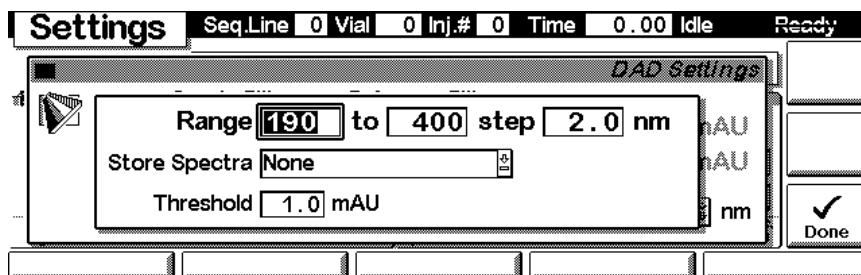 Settings Seq.Line 0 Vial 0 Inj.# 0 Time 0.00 Idle Ready
DAD Settings
Range 190 to 400 step 2.0 nm
mAU
Store Spectra None
mAU
Threshold 1.0 mAU
nm
Done